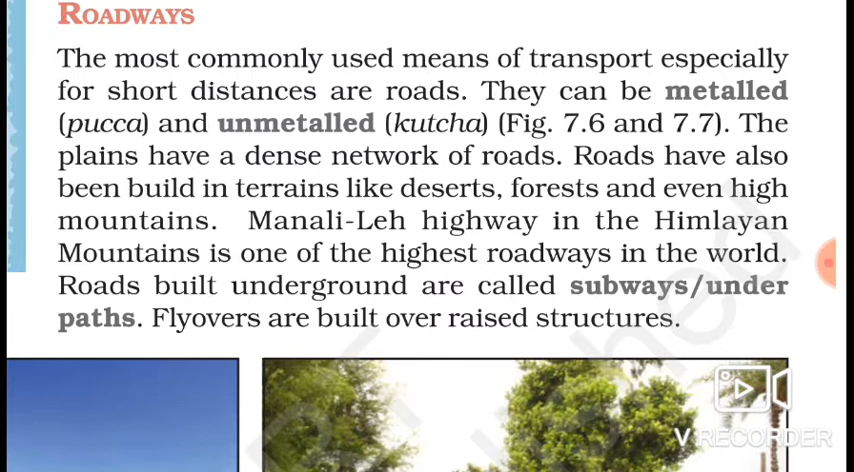 ROADWAYS
The most commonly used means of transport especially
for short distances are roads. They can be metalled
(pucca) and unmetalled (kutcha) (Fig. 7.6 and 7.7). The
plains have a dense network of roads. Roads have also
been build in terrains like deserts, forests and even high
mountains. Manali-Leh highway in the Himlayan
Mountains is one of the highest roadways in the world.
Roads built underground are called subways/under
paths. Flyovers are built over raised structures.
V RECORDER